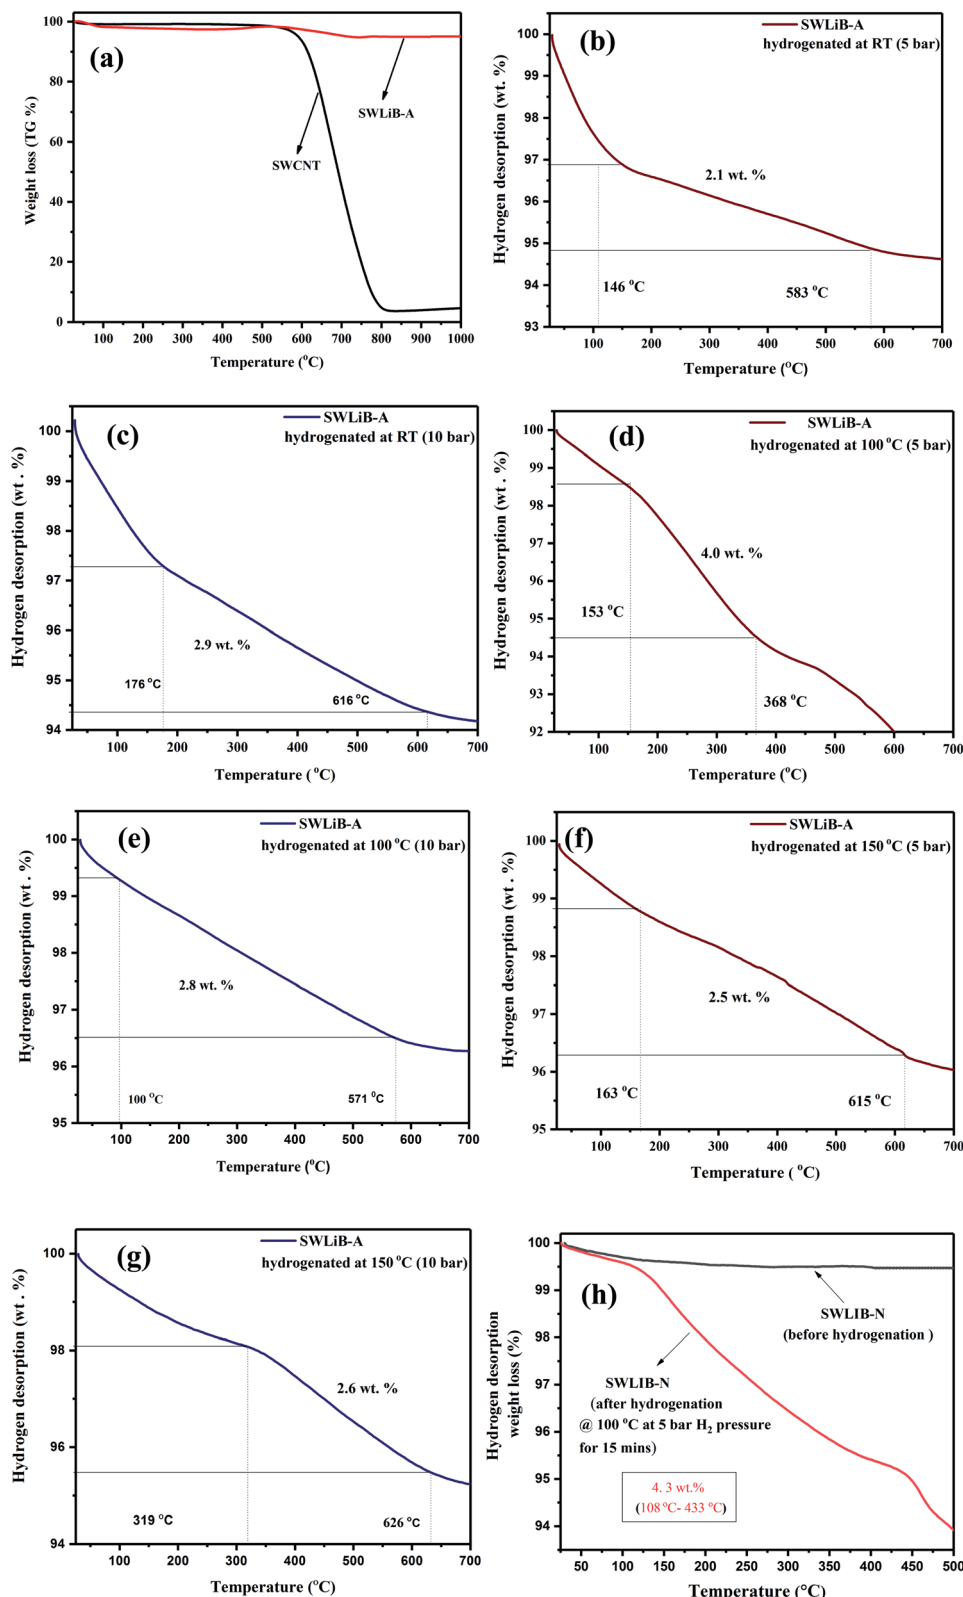 (a)
SWLiB-A
SWCNT
Weight loss (TG %)
100
80
60
40
20
0
100 200 300 400 500 600 700 800 900 1000
Temperature (°C)
(b)
SWLiB-A
hydrogenated at RT (5 bar)
2.1 wt. %
146 °C
583 °C
Hydrogen desorption (wt. %)
100
99
98
97
96
95
94
93
100 200 300 400 500 600 700
Temperature (°C)
(c)
SWLiB-A
hydrogenated at RT (10 bar)
2.9 wt. %
176 °C
616 °C
Hydrogen desorption (wt . %)
100
99
98
97
96
95
94
100 200 300 400 500 600 700
Temperature ( °C)
(d)
SWLiB-A
hydrogenated at 100 °C (5 bar)
4.0 wt. %
153 °C
368 °C
Hydrogen desorption (wt . %)
100
99
98
97
96
95
94
93
92
100 200 300 400 500 600 700
Temperature (°C)
(e)
SWLiB-A
hydrogenated at 100 °C (10 bar)
2.8 wt. %
100 °C
571 °C
Hydrogen desorption (wt . %)
100
99
98
97
96
95
100 200 300 400 500 600 700
Temperature (°C)
(f)
SWLiB-A
hydrogenated at 150 °C (5 bar)
2.5 wt. %
163 °C
615 °C
Hydrogen desorption (wt . %)
100
99
98
97
96
95
100 200 300 400 500 600 700
Temperature ( °C)
(g)
SWLiB-A
hydrogenated at 150 °C (10 bar)
2.6 wt. %
319 °C
626 °C
Hydrogen desorption (wt . %)
100
98
96
94
100 200 300 400 500 600 700
Temperature (°C)
(h)
SWLIB-N
(before hydrogenation )
SWLIB-N
(after hydrogenation
@ 100 °C at 5 bar H₂ pressure
for 15 mins)
4. 3 wt.%
(108 °C- 433 °C)
Hydrogen desorption
weight loss (%)
100
99
98
97
96
95
94
50 100 150 200 250 300 350 400 450 500
Temperature (°C)